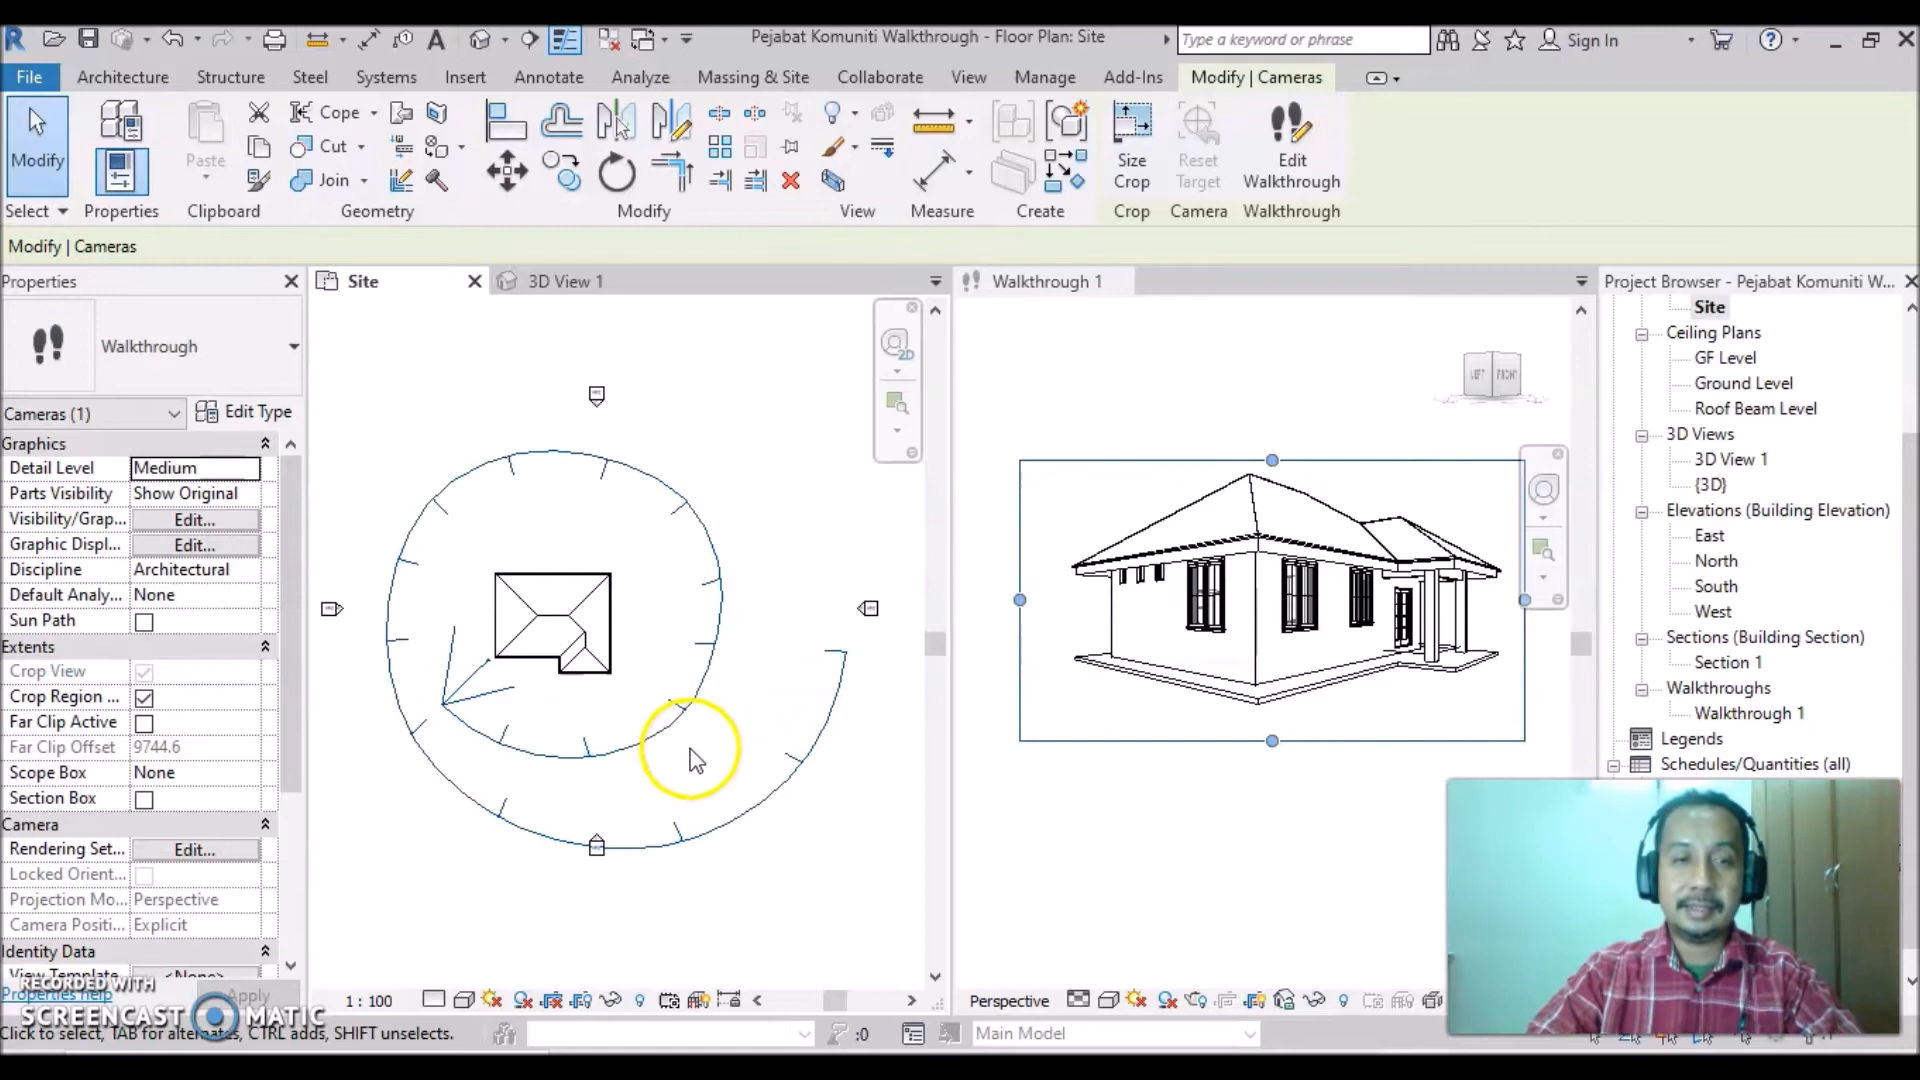 Pejabat Komuniti Walkthrough - Floor Plan: Site
Type a keyword or phrase
Sign In
File Architecture Structure Steel Systems Insert Annotate Analyze Massing & Site Collaborate View Manage Add-Ins Modify | Cameras
Modify
Paste
Cope
Cut
Join
Size Crop
Reset Target
Edit Walkthrough
Select Properties Clipboard Geometry Modify View Measure Create Crop Camera Walkthrough
Modify | Cameras
Properties
Site
3D View 1
Walkthrough 1
Project Browser - Pejabat Komuniti W...
Walkthrough
Cameras (1)
Edit Type
Graphics
Detail Level Medium
Parts Visibility Show Original
Visibility/Grap... Edit...
Graphic Displ... Edit...
Discipline Architectural
Default Analy... None
Sun Path
Extents
Crop View
Crop Region ...
Far Clip Active
Far Clip Offset 9744.6
Scope Box None
Section Box
Camera
Rendering Set... Edit...
Locked Orient...
Projection Mo... Perspective
Camera Positi... Explicit
Identity Data
View Template <None>
Properties help
Apply
2D
LEFT FRONT
Site
Ceiling Plans
GF Level
Ground Level
Roof Beam Level
3D Views
3D View 1
{3D}
Elevations (Building Elevation)
East
North
South
West
Sections (Building Section)
Section 1
Walkthroughs
Walkthrough 1
Legends
Schedules/Quantities (all)
1 : 100
Perspective
RECORDED WITH
SCREENCAST MATIC
Click to select, TAB for alternates, CTRL adds, SHIFT unselects.
:0
Main Model